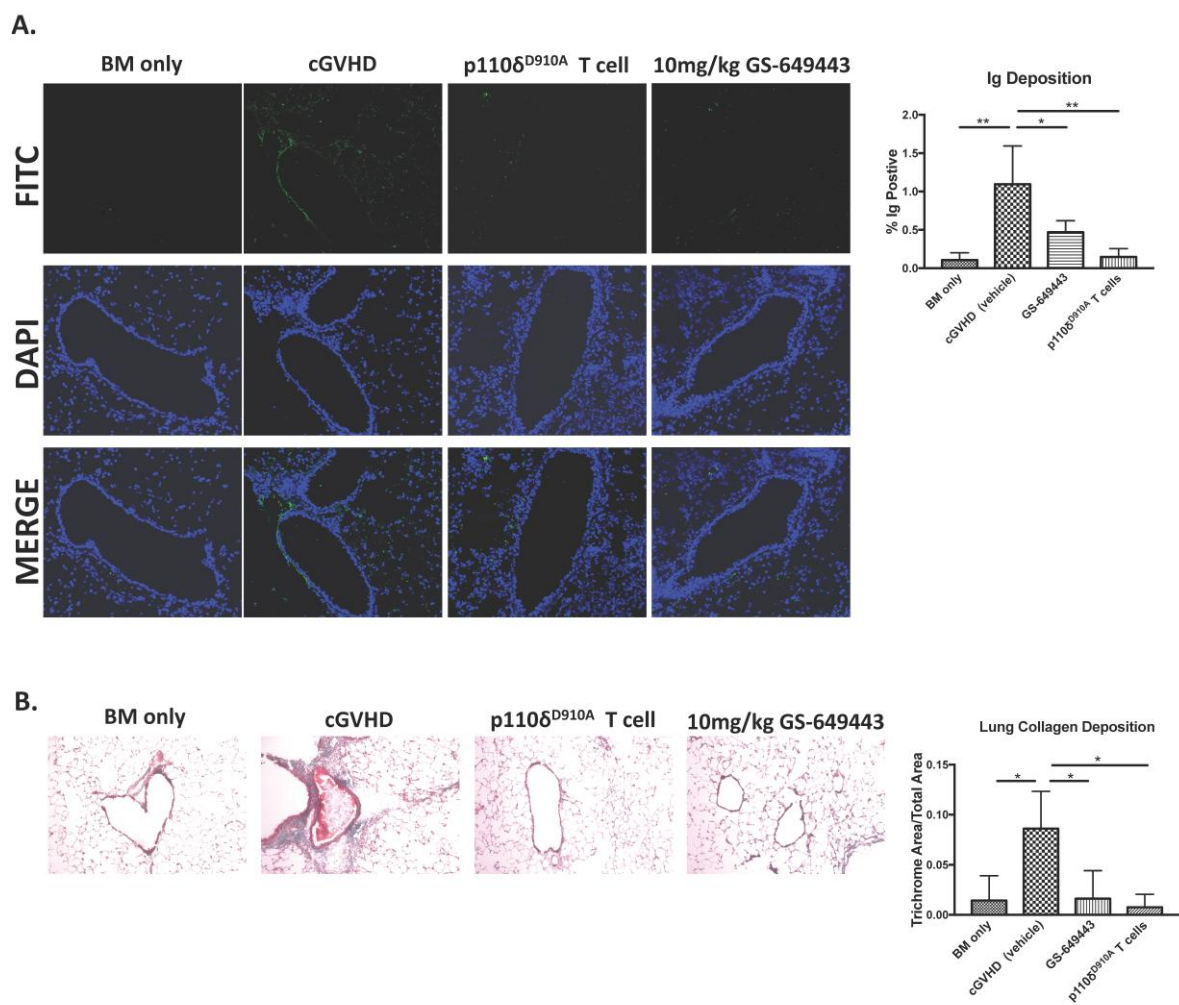 A.
BM only
cGVHD
p110δD910A T cell
10mg/kg GS-649443
FITC
DAPI
MERGE
Ig Deposition
% Ig Postive
2.0
1.5
1.0
0.5
0.0
**
*
**
BM only
cGVHD (vehicle)
GS-649443
p110δD910A T cells
B.
BM only
cGVHD
p110δD910A T cell
10mg/kg GS-649443
Lung Collagen Deposition
Trichrome Area/Total Area
0.15
0.10
0.05
0.00
*
*
*
BM only
cGVHD (vehicle)
GS-649443
p110δD910A T cells